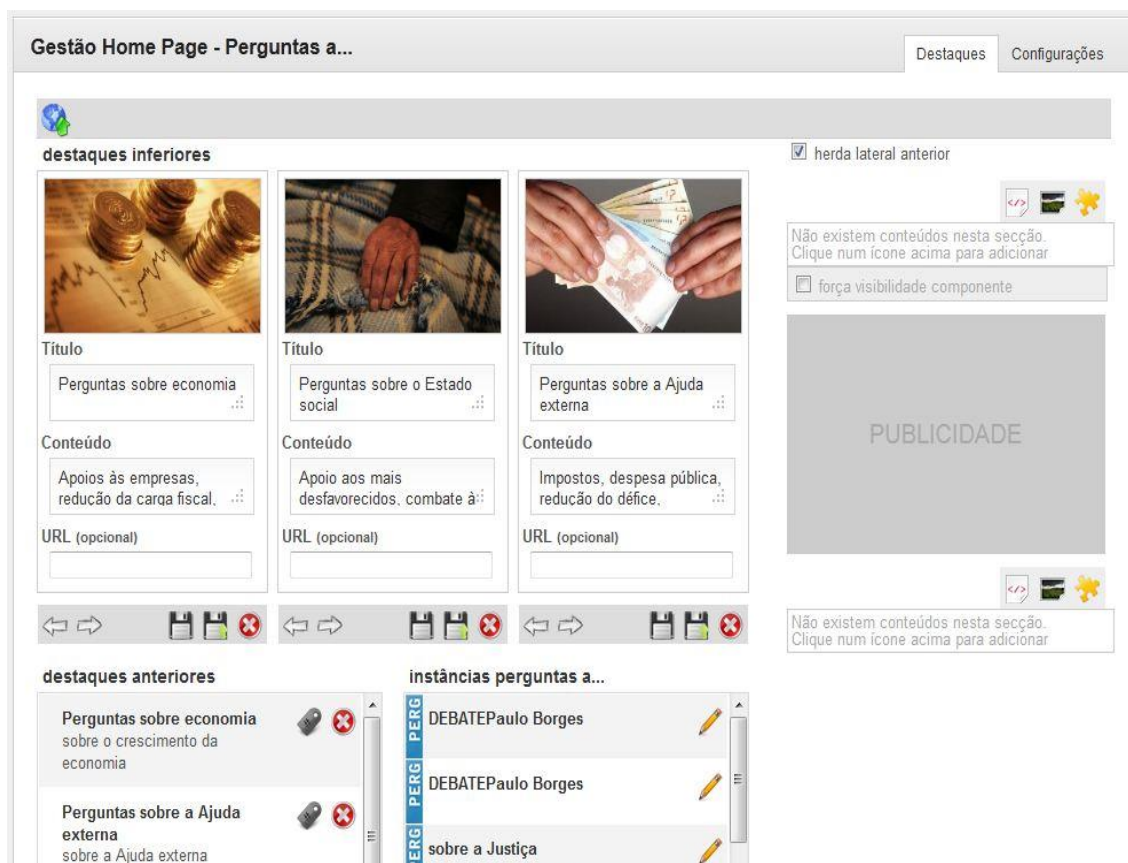 Gestão Home Page - Perguntas a...
Destaques
Configurações
destaques inferiores
herda lateral anterior
Não existem conteúdos nesta secção.
Clique num ícone acima para adicionar
força visibilidade componente
PUBLICIDADE
Título
Perguntas sobre economia
Conteúdo
Apoios às empresas,
redução da carga fiscal,
URL (opcional)
Título
Perguntas sobre o Estado
social
Conteúdo
Apoio aos mais
desfavorecidos, combate à
URL (opcional)
Título
Perguntas sobre a Ajuda
externa
Conteúdo
Impostos, despesa pública,
redução do défice,
URL (opcional)
Não existem conteúdos nesta secção.
Clique num ícone acima para adicionar
destaques anteriores
Perguntas sobre economia
sobre o crescimento da
economia
Perguntas sobre a Ajuda
externa
sobre a Ajuda externa
instâncias perguntas a...
PERG
DEBATEPaulo Borges
PERG
DEBATEPaulo Borges
PERG
sobre a Justiça